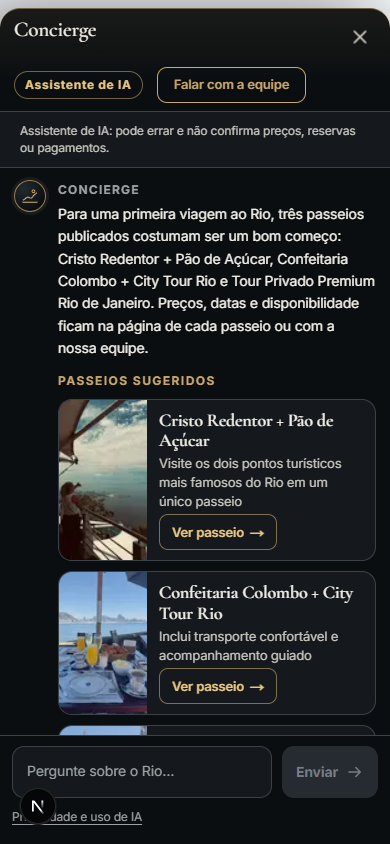 Concierge
Assistente de IA
Falar com a equipe
Assistente de IA: pode errar e não confirma preços, reservas
ou pagamentos.
CONCIERGE
Para uma primeira viagem ao Rio, três passeios
publicados costumam ser um bom começo:
Cristo Redentor + Pão de Açúcar, Confeitaria
Colombo + City Tour Rio e Tour Privado Premium
Rio de Janeiro. Preços, datas e disponibilidade
ficam na página de cada passeio ou com a
nossa equipe.
PASSEIOS SUGERIDOS
Cristo Redentor + Pão de
Açúcar
Visite os dois pontos turísticos
mais famosos do Rio em um
único passeio
Ver passeio →
Confeitaria Colombo + City
Tour Rio
Inclui transporte confortável e
acompanhamento guiado
Ver passeio →
Pergunte sobre o Rio...
Enviar →
N
e uso de IA